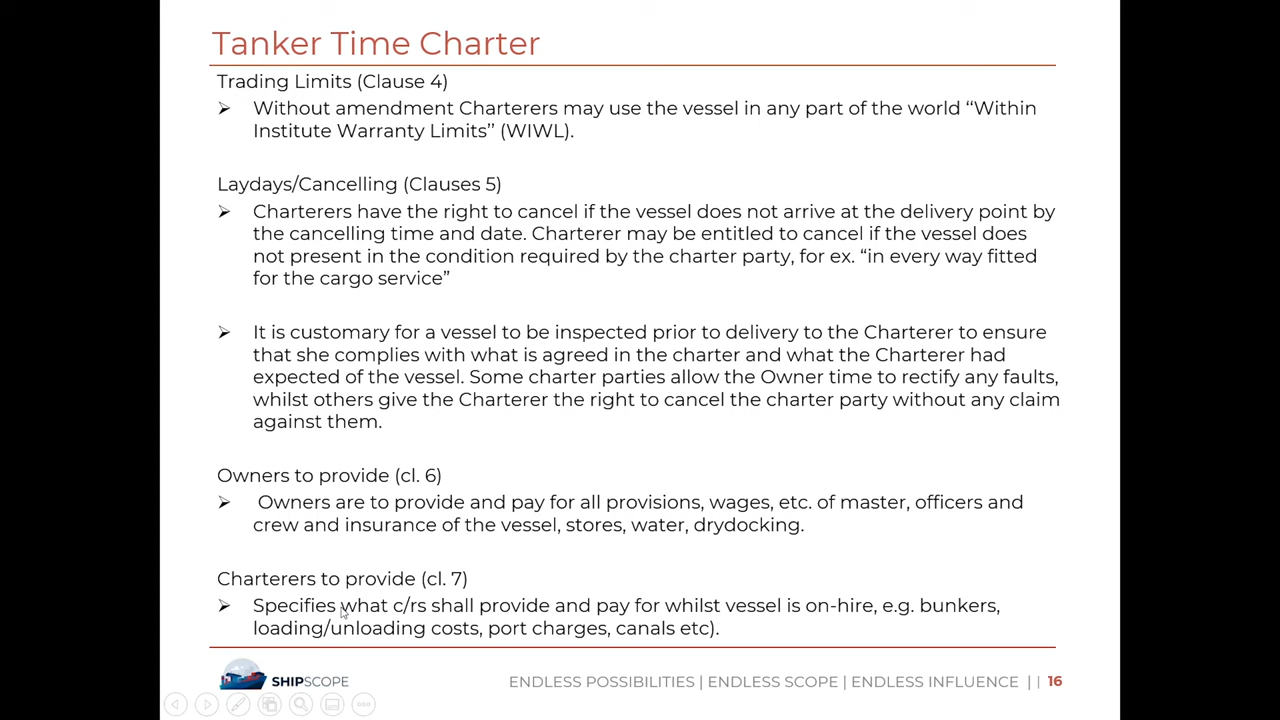 Tanker Time Charter
Trading Limits (Clause 4)
➢ Without amendment Charterers may use the vessel in any part of the world “Within
Institute Warranty Limits” (WIWL).
Laydays/Cancelling (Clauses 5)
➢ Charterers have the right to cancel if the vessel does not arrive at the delivery point by
the cancelling time and date. Charterer may be entitled to cancel if the vessel does
not present in the condition required by the charter party, for ex. “in every way fitted
for the cargo service”
➢ It is customary for a vessel to be inspected prior to delivery to the Charterer to ensure
that she complies with what is agreed in the charter and what the Charterer had
expected of the vessel. Some charter parties allow the Owner time to rectify any faults,
whilst others give the Charterer the right to cancel the charter party without any claim
against them.
Owners to provide (cl. 6)
➢ Owners are to provide and pay for all provisions, wages, etc. of master, officers and
crew and insurance of the vessel, stores, water, drydocking.
Charterers to provide (cl. 7)
➢ Specifies what c/rs shall provide and pay for whilst vessel is on-hire, e.g. bunkers,
loading/unloading costs, port charges, canals etc).
SHIPSCOPE
ENDLESS POSSIBILITIES | ENDLESS SCOPE | ENDLESS INFLUENCE | | 16